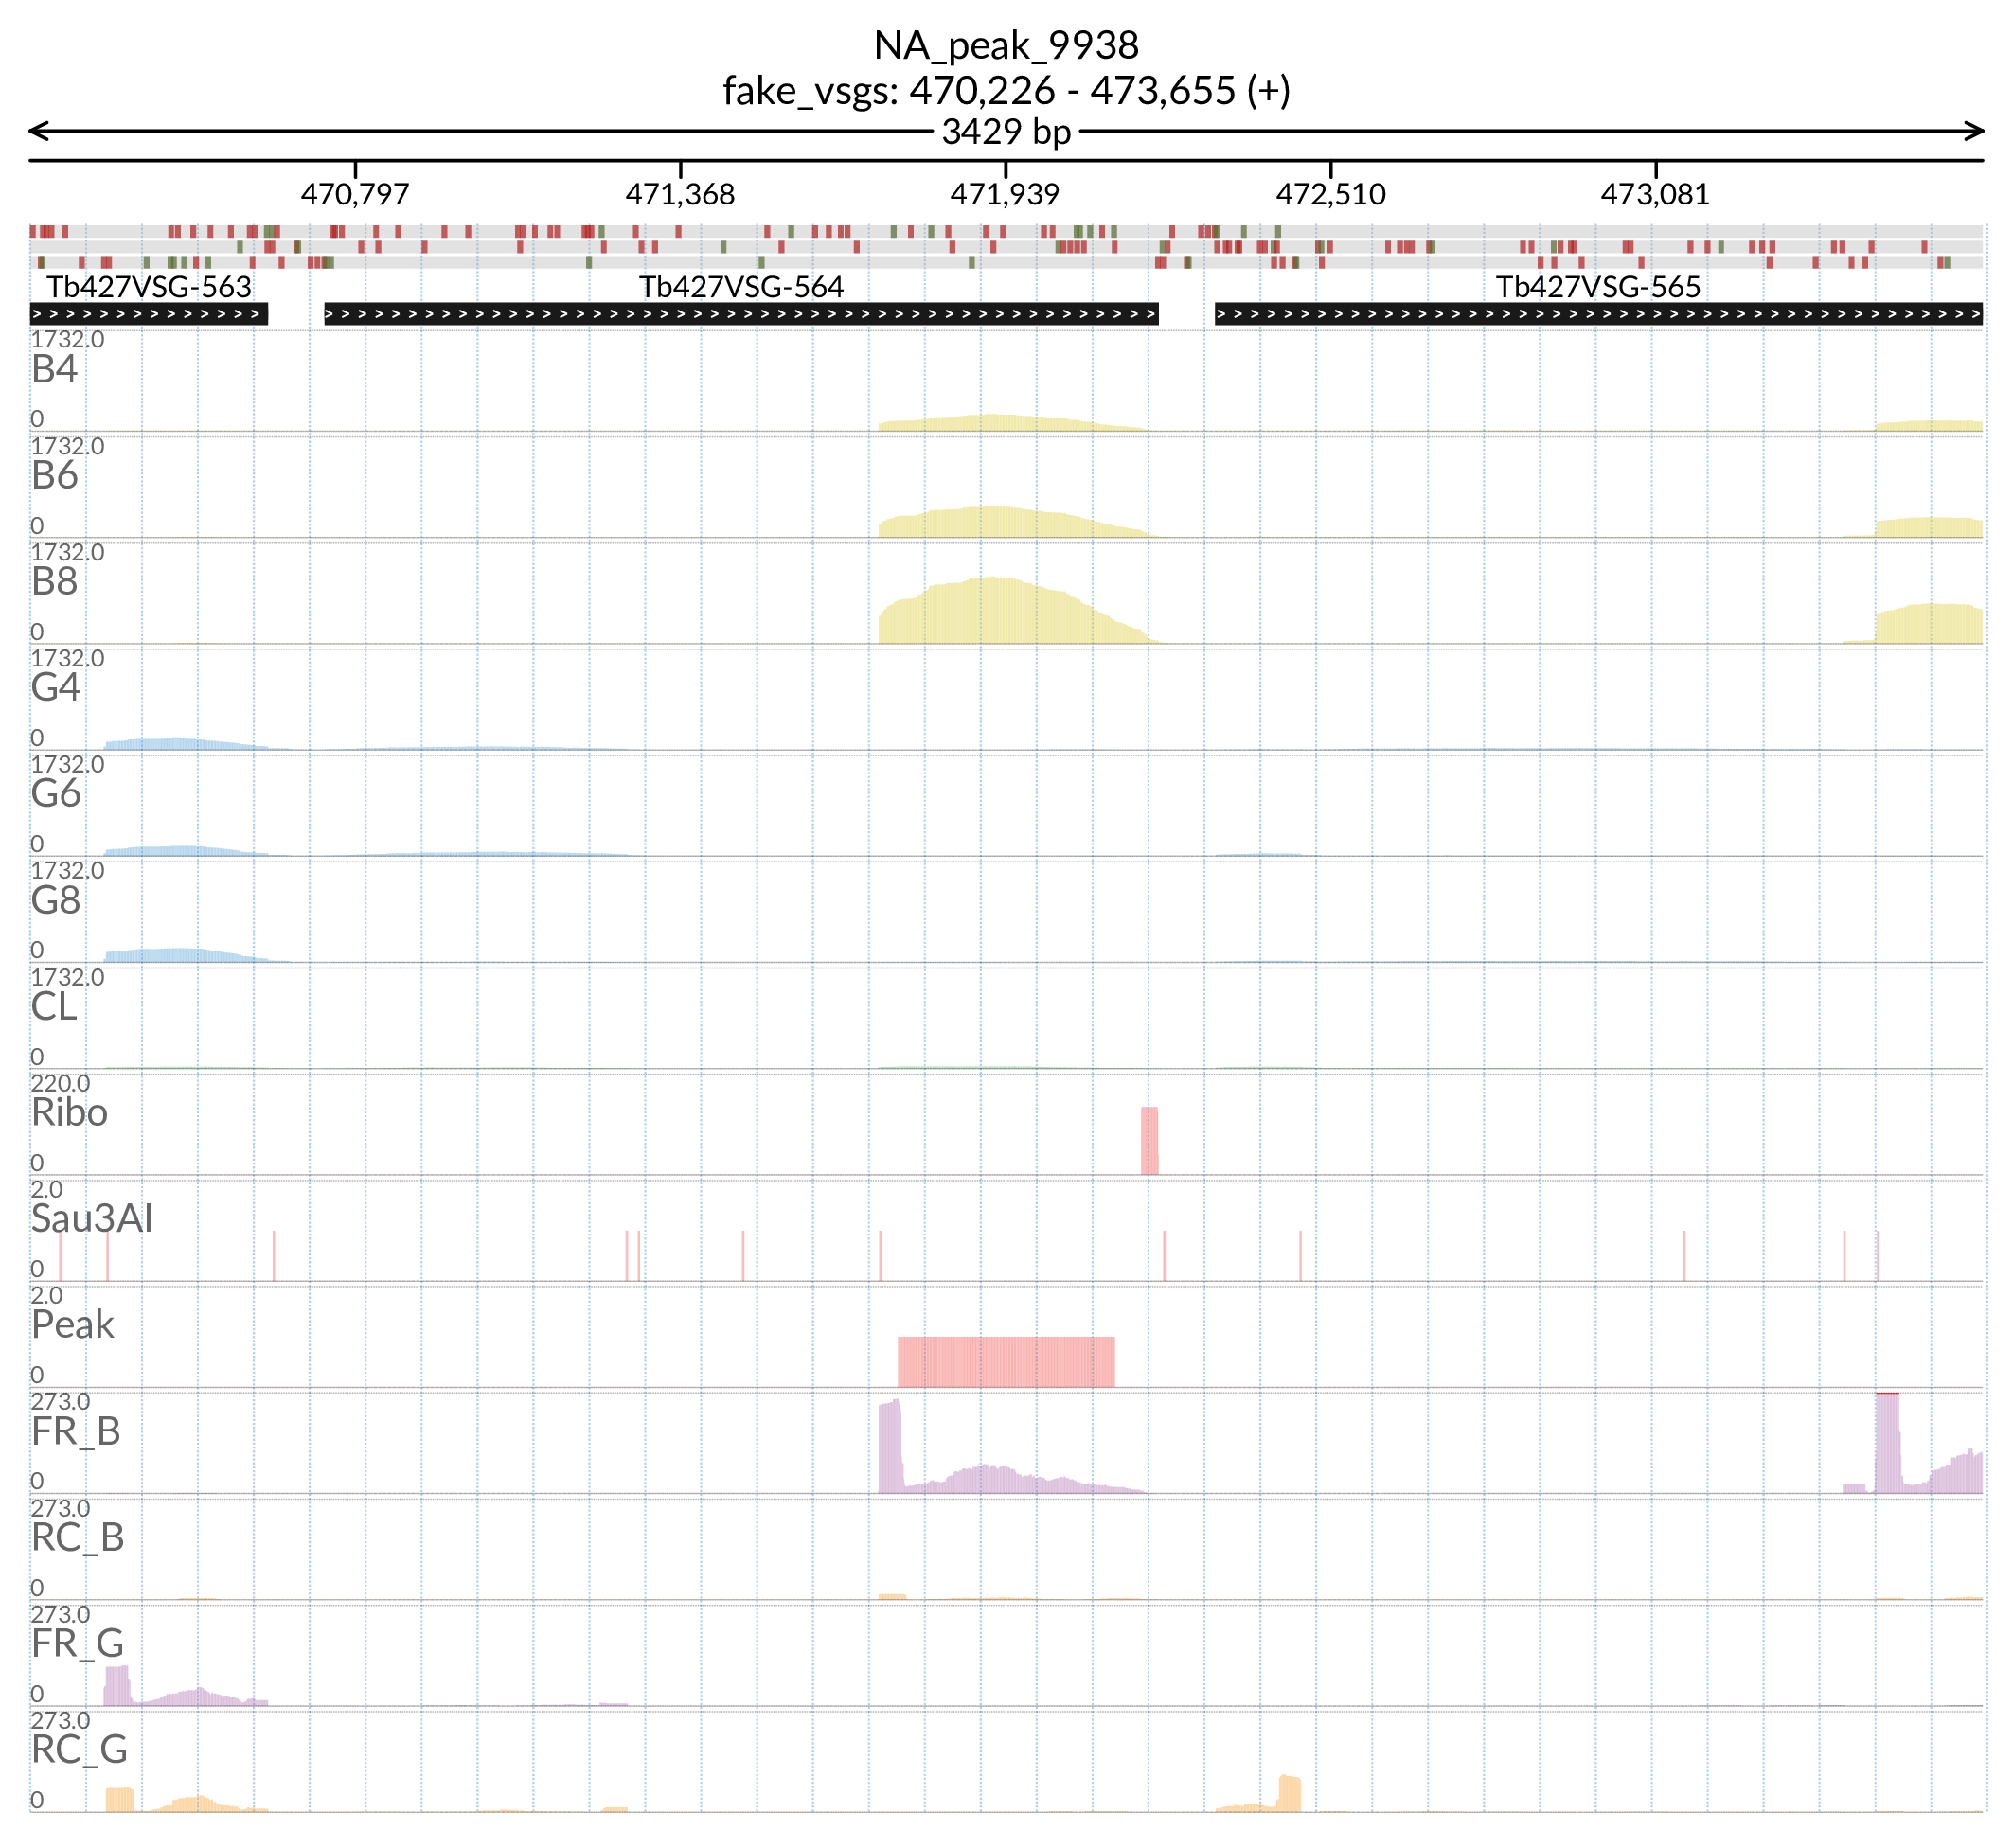 NA_peak_9938
fake_vsgs: 470,226 - 473,655 (+)
3429 bp
470,797 471,368 471,939 472,510 473,081
Tb427VSG-563 Tb427VSG-564 Tb427VSG-565
1732.0
B4
0
1732.0
B6
0
1732.0
B8
0
1732.0
G4
0
1732.0
G6
0
1732.0
G8
0
1732.0
CL
0
220.0
Ribo
0
2.0
Sau3AI
0
2.0
Peak
0
273.0
FR_B
0
273.0
RC_B
0
273.0
FR_G
0
273.0
RC_G
0